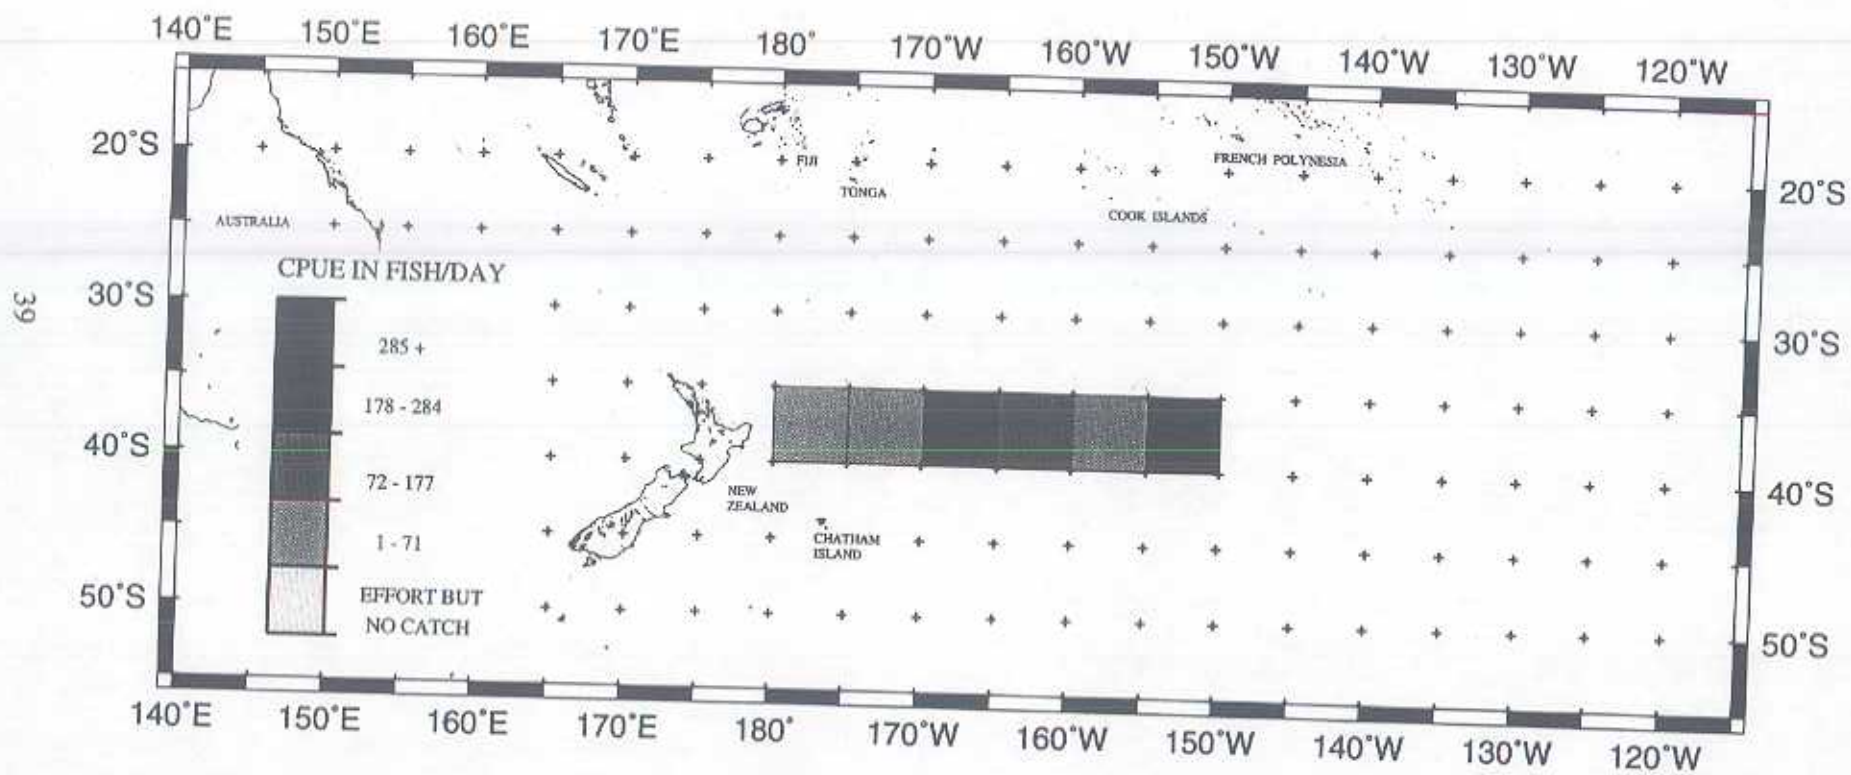 140°E 150°E 160°E 170°E 180° 170°W 160°W 150°W 140°W 130°W 120°W
20°S 20°S
FIJI
FRENCH POLYNESIA
TONGA
AUSTRALIA
COOK ISLANDS
CPUE IN FISH/DAY
30°S 30°S
39
285 +
178 - 284
40°S 40°S
72 - 177
NEW
ZEALAND
CHATHAM
ISLAND
1 - 71
50°S 50°S
EFFORT BUT
NO CATCH
140°E 150°E 160°E 170°E 180° 170°W 160°W 150°W 140°W 130°W 120°W